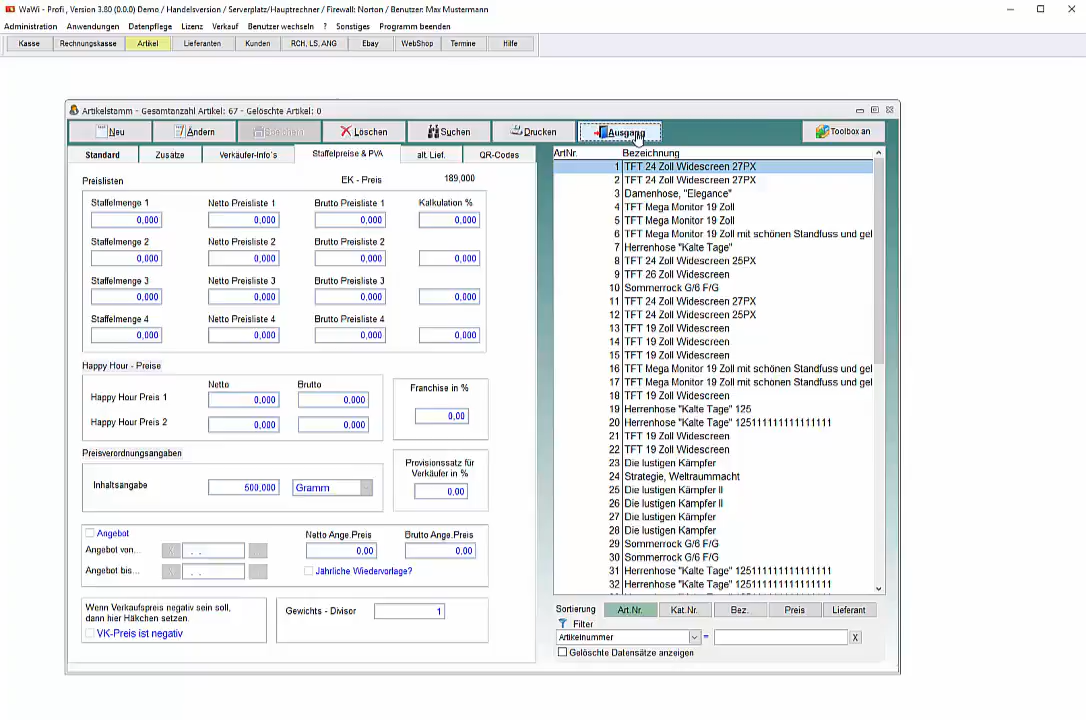 WaWi - Profi , Version 3.80 (0.0.0) Demo / Handelsversion / Serverplatz/Hauptrechner / Firewall: Norton / Benutzer: Max Mustermann
Administration Anwendungen Datenpflege Lizenz Verkauf Benutzer wechseln ? Sonstiges Programm beenden
Kasse Rechnungskasse Artikel Lieferanten Kunden RCH, LS, ANG Ebay WebShop Termine Hilfe
Artikelstamm - Gesamtanzahl Artikel: 67 - Gelöschte Artikel: 0
Neu Ändern Speichern Löschen Suchen Drucken Ausgang Toolbox an
Standard Zusätze Verkäufer-Info's Staffelpreise & PVA alt. Lief. QR-Codes
Preislisten EK - Preis 189,000
Staffelmenge 1 Netto Preisliste 1 Brutto Preisliste 1 Kalkulation %
0,000 0,000 0,000 0,000
Staffelmenge 2 Netto Preisliste 2 Brutto Preisliste 2
0,000 0,000 0,000 0,000
Staffelmenge 3 Netto Preisliste 3 Brutto Preisliste 3
0,000 0,000 0,000 0,000
Staffelmenge 4 Netto Preisliste 4 Brutto Preisliste 4
0,000 0,000 0,000 0,000
Happy Hour - Preise
Netto Brutto
Happy Hour Preis 1 0,000 0,000
Happy Hour Preis 2 0,000 0,000
Franchise in %
0,00
Preisverordnungsangaben
Inhaltsangabe 500,000 Gramm
Provisionssatz für
Verkäufer in %
0,00
Angebot Netto Ange.Preis Brutto Ange.Preis
Angebot von... X . . 0,00 0,00
Angebot bis... X . . Jährliche Wiedervorlage?
Wenn Verkaufspreis negativ sein soll,
dann hier Häkchen setzen.
VK-Preis ist negativ
Gewichts - Divisor 1
ArtNr. Bezeichnung
1 TFT 24 Zoll Widescreen 27PX
2 TFT 24 Zoll Widescreen 27PX
3 Damenhose, "Elegance"
4 TFT Mega Monitor 19 Zoll
5 TFT Mega Monitor 19 Zoll
6 TFT Mega Monitor 19 Zoll mit schönen Standfuss und gel
7 Herrenhose "Kalte Tage"
8 TFT 24 Zoll Widescreen 25PX
9 TFT 26 Zoll Widescreen
10 Sommerrock G/6 F/G
11 TFT 24 Zoll Widescreen 27PX
12 TFT 24 Zoll Widescreen 25PX
13 TFT 19 Zoll Widescreen
14 TFT 19 Zoll Widescreen
15 TFT 19 Zoll Widescreen
16 TFT Mega Monitor 19 Zoll mit schönen Standfuss und gel
17 TFT Mega Monitor 19 Zoll mit schönen Standfuss und gel
18 TFT 19 Zoll Widescreen
19 Herrenhose "Kalte Tage" 125
20 Herrenhose "Kalte Tage" 125111111111111111
21 TFT 19 Zoll Widescreen
22 TFT 19 Zoll Widescreen
23 Die lustigen Kämpfer
24 Strategie, Weltraummacht
25 Die lustigen Kämpfer II
26 Die lustigen Kämpfer II
27 Die lustigen Kämpfer
28 Die lustigen Kämpfer
29 Sommerrock G/6 F/G
30 Sommerrock G/6 F/G
31 Herrenhose "Kalte Tage" 125111111111111111
32 Herrenhose "Kalte Tage" 125111111111111111
Sortierung Art.Nr. Kat.Nr. Bez. Preis Lieferant
Filter
Artikelnummer = X
Gelöschte Datensätze anzeigen